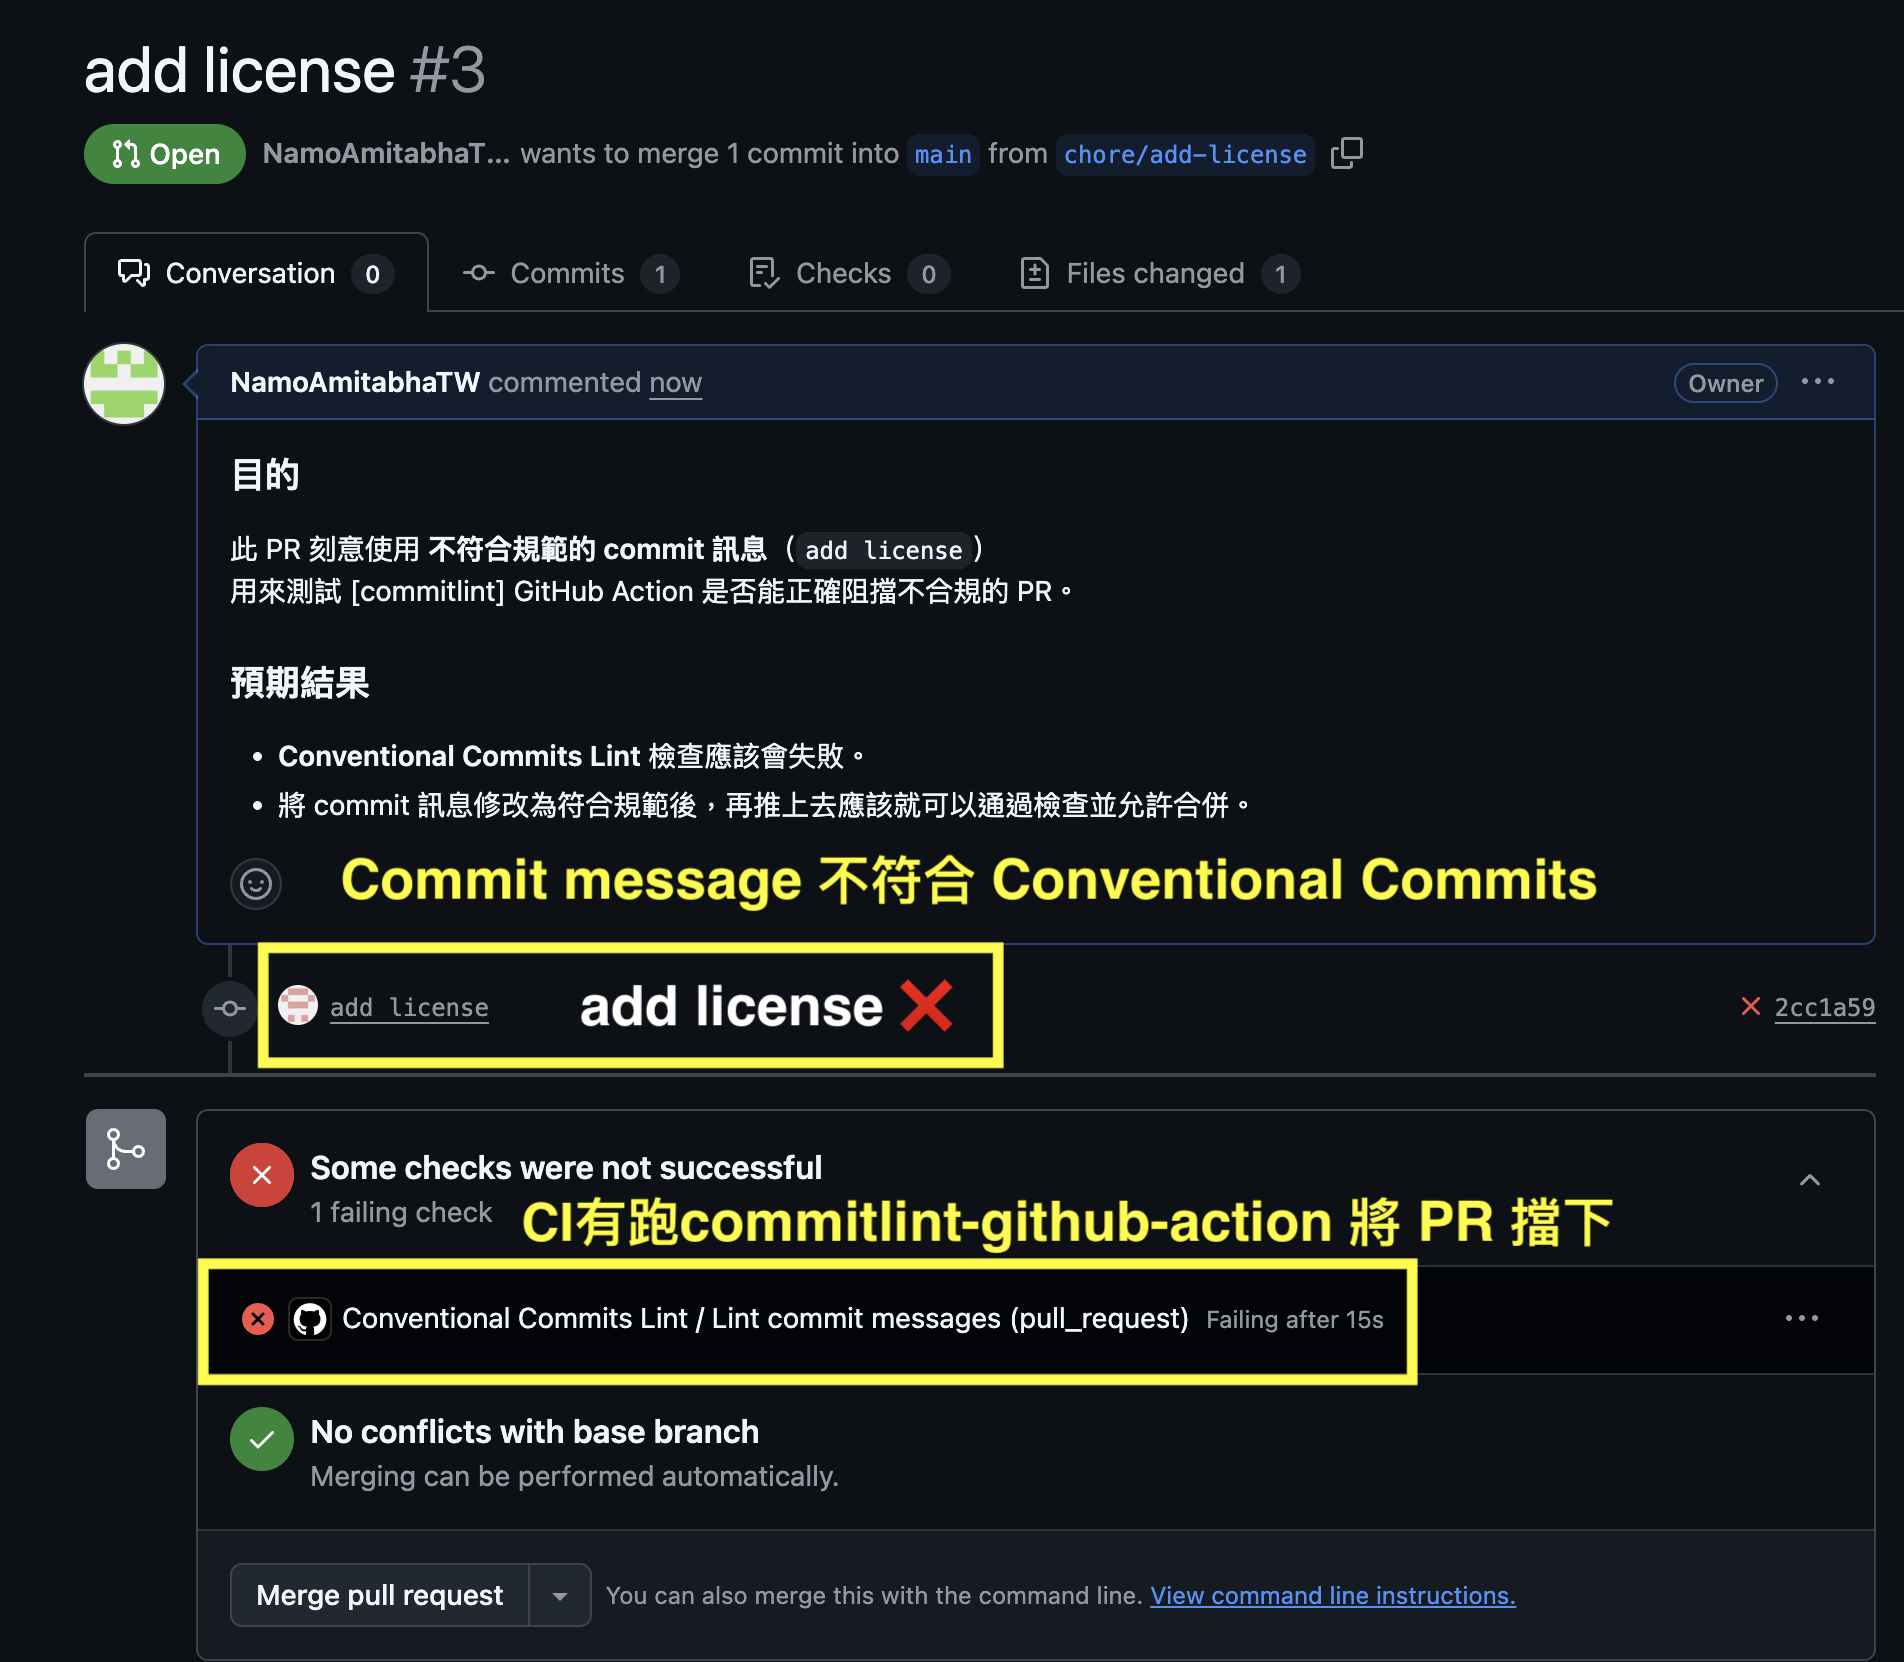 add license #3
Open NamoAmitabhaT... wants to merge 1 commit into main from chore/add-license
Conversation 0 Commits 1 Checks 0 Files changed 1
NamoAmitabhaTW commented now Owner
目的
此 PR 刻意使用 不符合規範的 commit 訊息（add license）
用來測試 [commitlint] GitHub Action 是否能正確阻擋不合規的 PR。
預期結果
• Conventional Commits Lint 檢查應該會失敗。
• 將 commit 訊息修改為符合規範後，再推上去應該就可以通過檢查並允許合併。
Commit message 不符合 Conventional Commits
add license add license ❌ 2cc1a59
Some checks were not successful
1 failing check
CI有跑commitlint-github-action 將 PR 擋下
Conventional Commits Lint / Lint commit messages (pull_request) Failing after 15s
No conflicts with base branch
Merging can be performed automatically.
Merge pull request You can also merge this with the command line. View command line instructions.